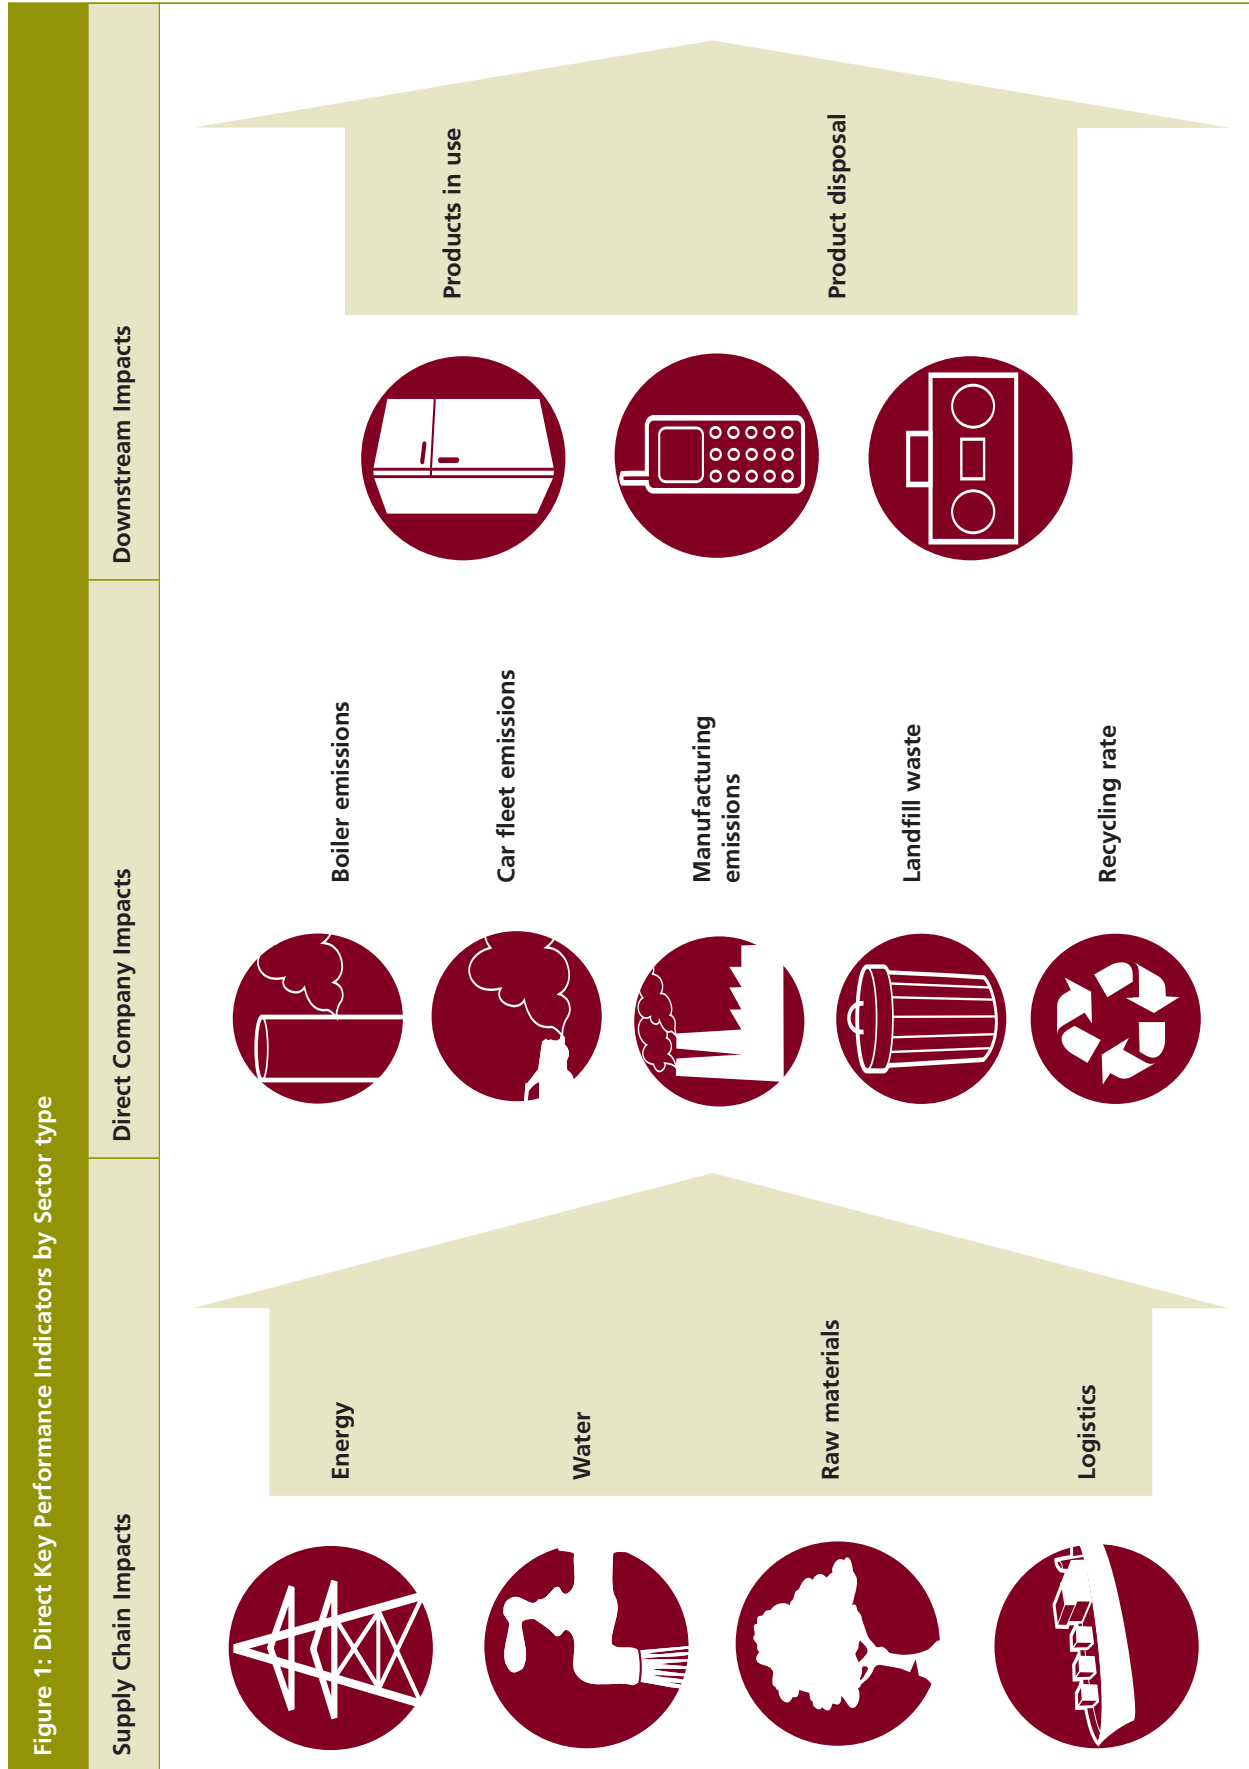 Figure 1: Direct Key Performance Indicators by Sector type
Supply Chain Impacts
Direct Company Impacts
Downstream Impacts
Energy
Water
Raw materials
Logistics
Boiler emissions
Car fleet emissions
Manufacturing
emissions
Landfill waste
Recycling rate
Products in use
Product disposal